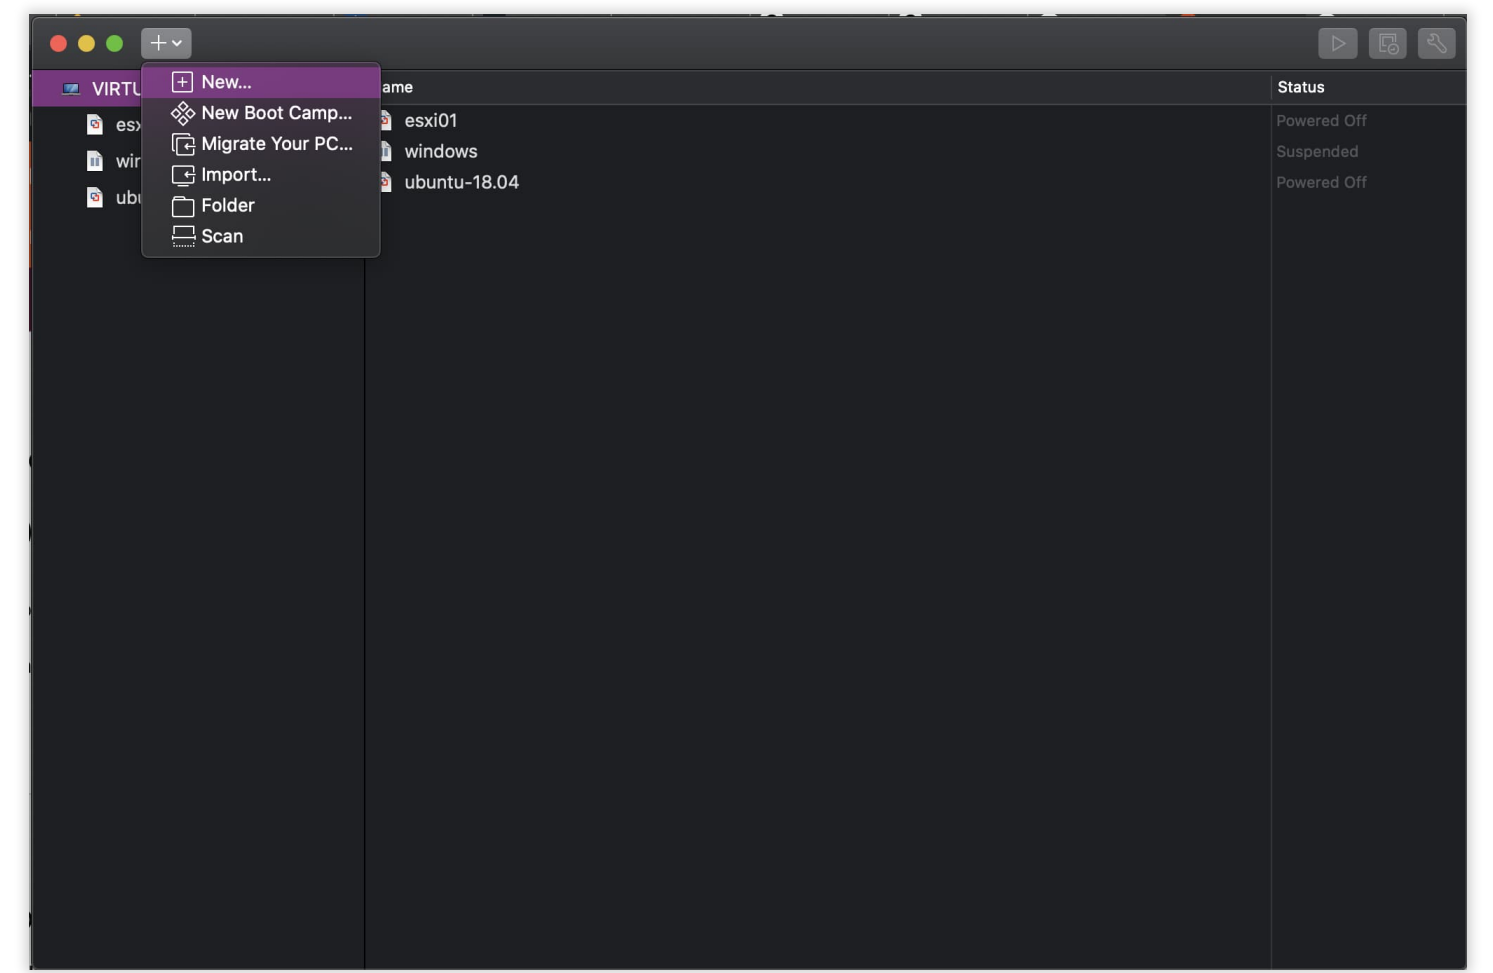 VIRTU
New...
New Boot Camp...
Migrate Your PC...
Import...
Folder
Scan
ame
Status
esxi01
Powered Off
windows
Suspended
ubuntu-18.04
Powered Off